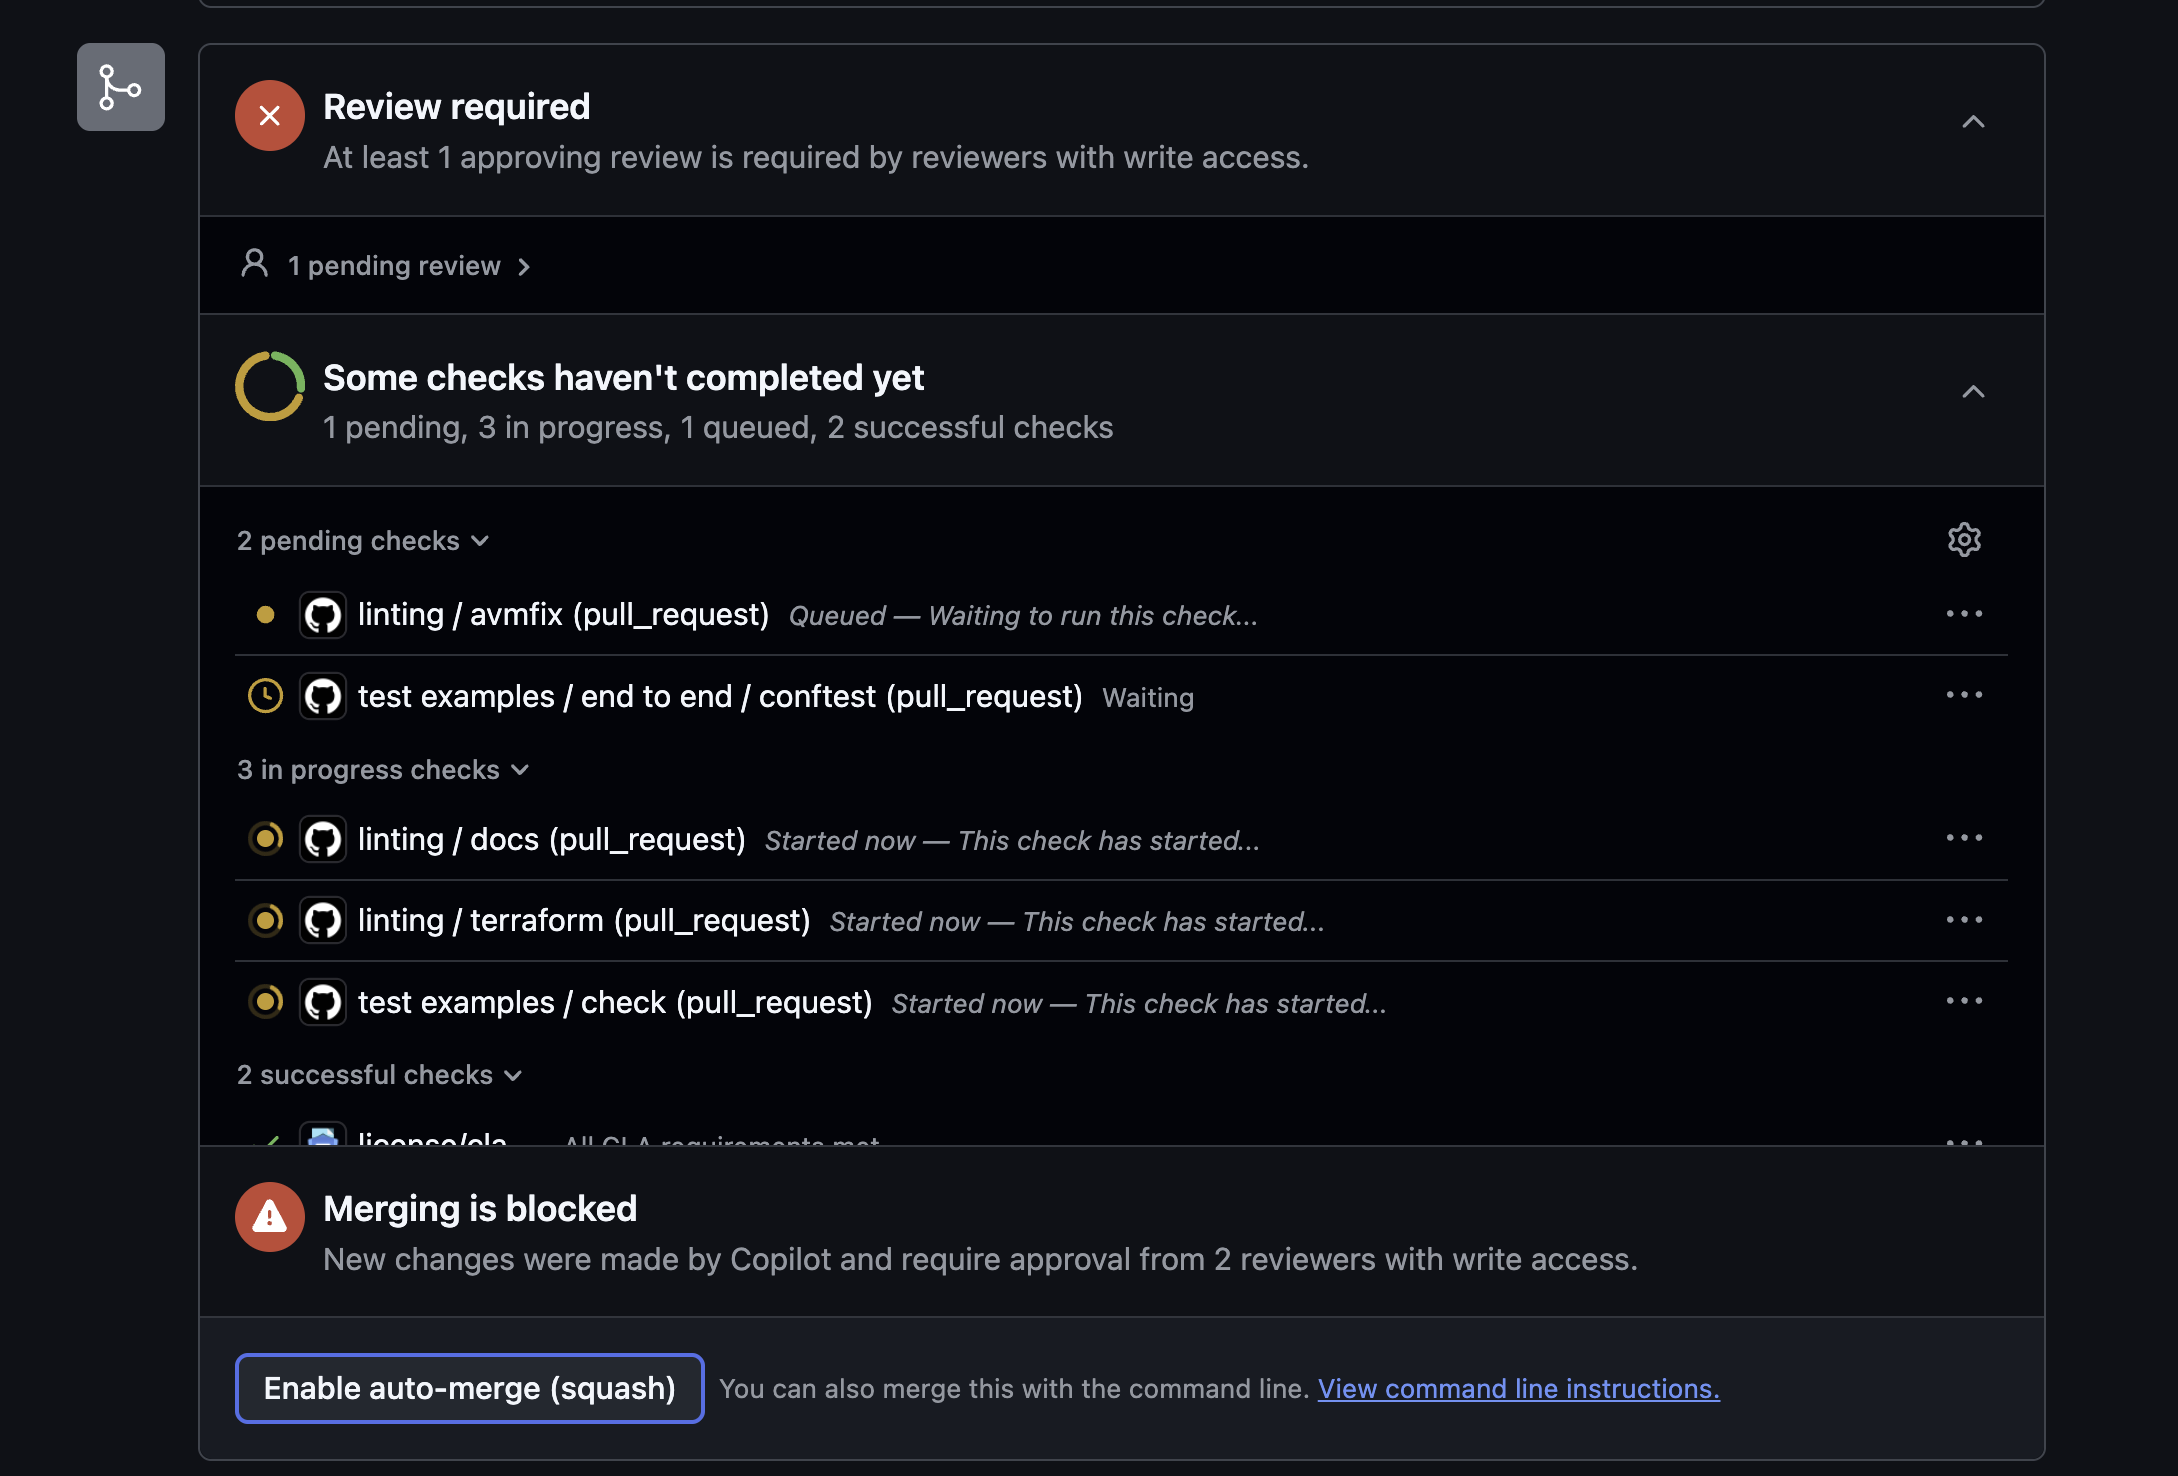 Review required
At least 1 approving review is required by reviewers with write access.
1 pending review
Some checks haven't completed yet
1 pending, 3 in progress, 1 queued, 2 successful checks
2 pending checks
linting / avmfix (pull_request) Queued — Waiting to run this check...
test examples / end to end / conftest (pull_request) Waiting
3 in progress checks
linting / docs (pull_request) Started now — This check has started...
linting / terraform (pull_request) Started now — This check has started...
test examples / check (pull_request) Started now — This check has started...
2 successful checks
license/cla — All CLA requirements met
Merging is blocked
New changes were made by Copilot and require approval from 2 reviewers with write access.
Enable auto-merge (squash) You can also merge this with the command line. View command line instructions.